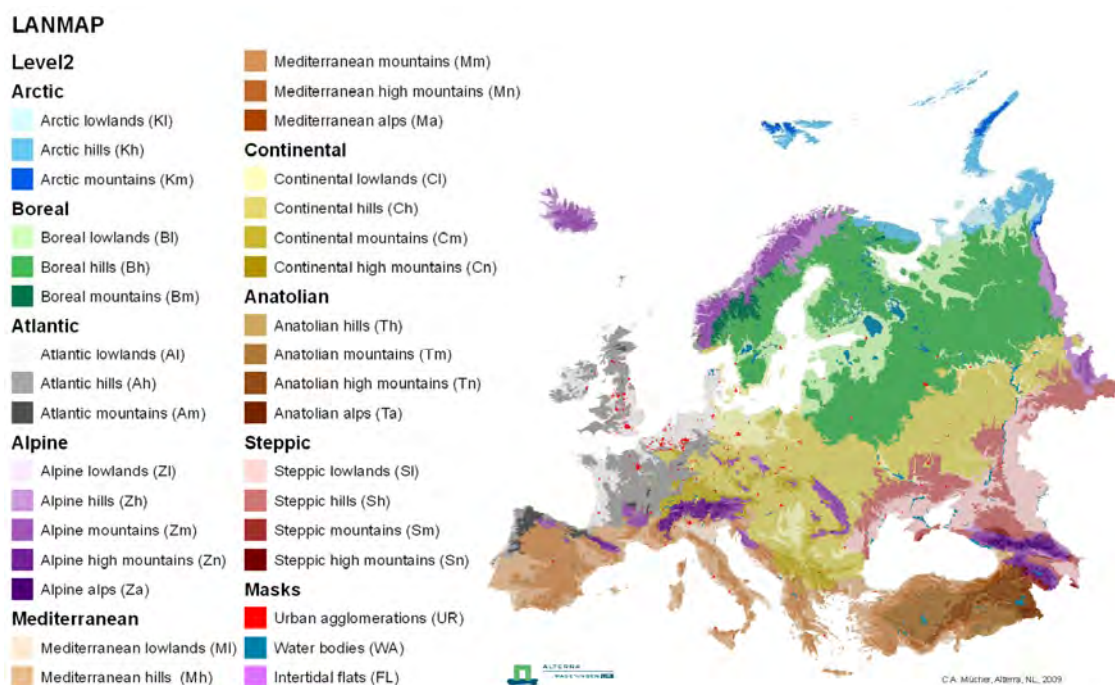 LANMAP
Level2
Arctic
Arctic lowlands (Kl)
Arctic hills (Kh)
Arctic mountains (Km)
Boreal
Boreal lowlands (Bl)
Boreal hills (Bh)
Boreal mountains (Bm)
Atlantic
Atlantic lowlands (Al)
Atlantic hills (Ah)
Atlantic mountains (Am)
Alpine
Alpine lowlands (Zl)
Alpine hills (Zh)
Alpine mountains (Zm)
Alpine high mountains (Zn)
Alpine alps (Za)
Mediterranean
Mediterranean lowlands (Ml)
Mediterranean hills (Mh)
Mediterranean mountains (Mm)
Mediterranean high mountains (Mn)
Mediterranean alps (Ma)
Continental
Continental lowlands (Cl)
Continental hills (Ch)
Continental mountains (Cm)
Continental high mountains (Cn)
Anatolian
Anatolian hills (Th)
Anatolian mountains (Tm)
Anatolian high mountains (Tn)
Anatolian alps (Ta)
Steppic
Steppic lowlands (Sl)
Steppic hills (Sh)
Steppic mountains (Sm)
Steppic high mountains (Sn)
Masks
Urban agglomerations (UR)
Water bodies (WA)
Intertidal flats (FL)
ALTERRA
WAGENINGEN UR
C.A. Mücher, Alterra, NL, 2009